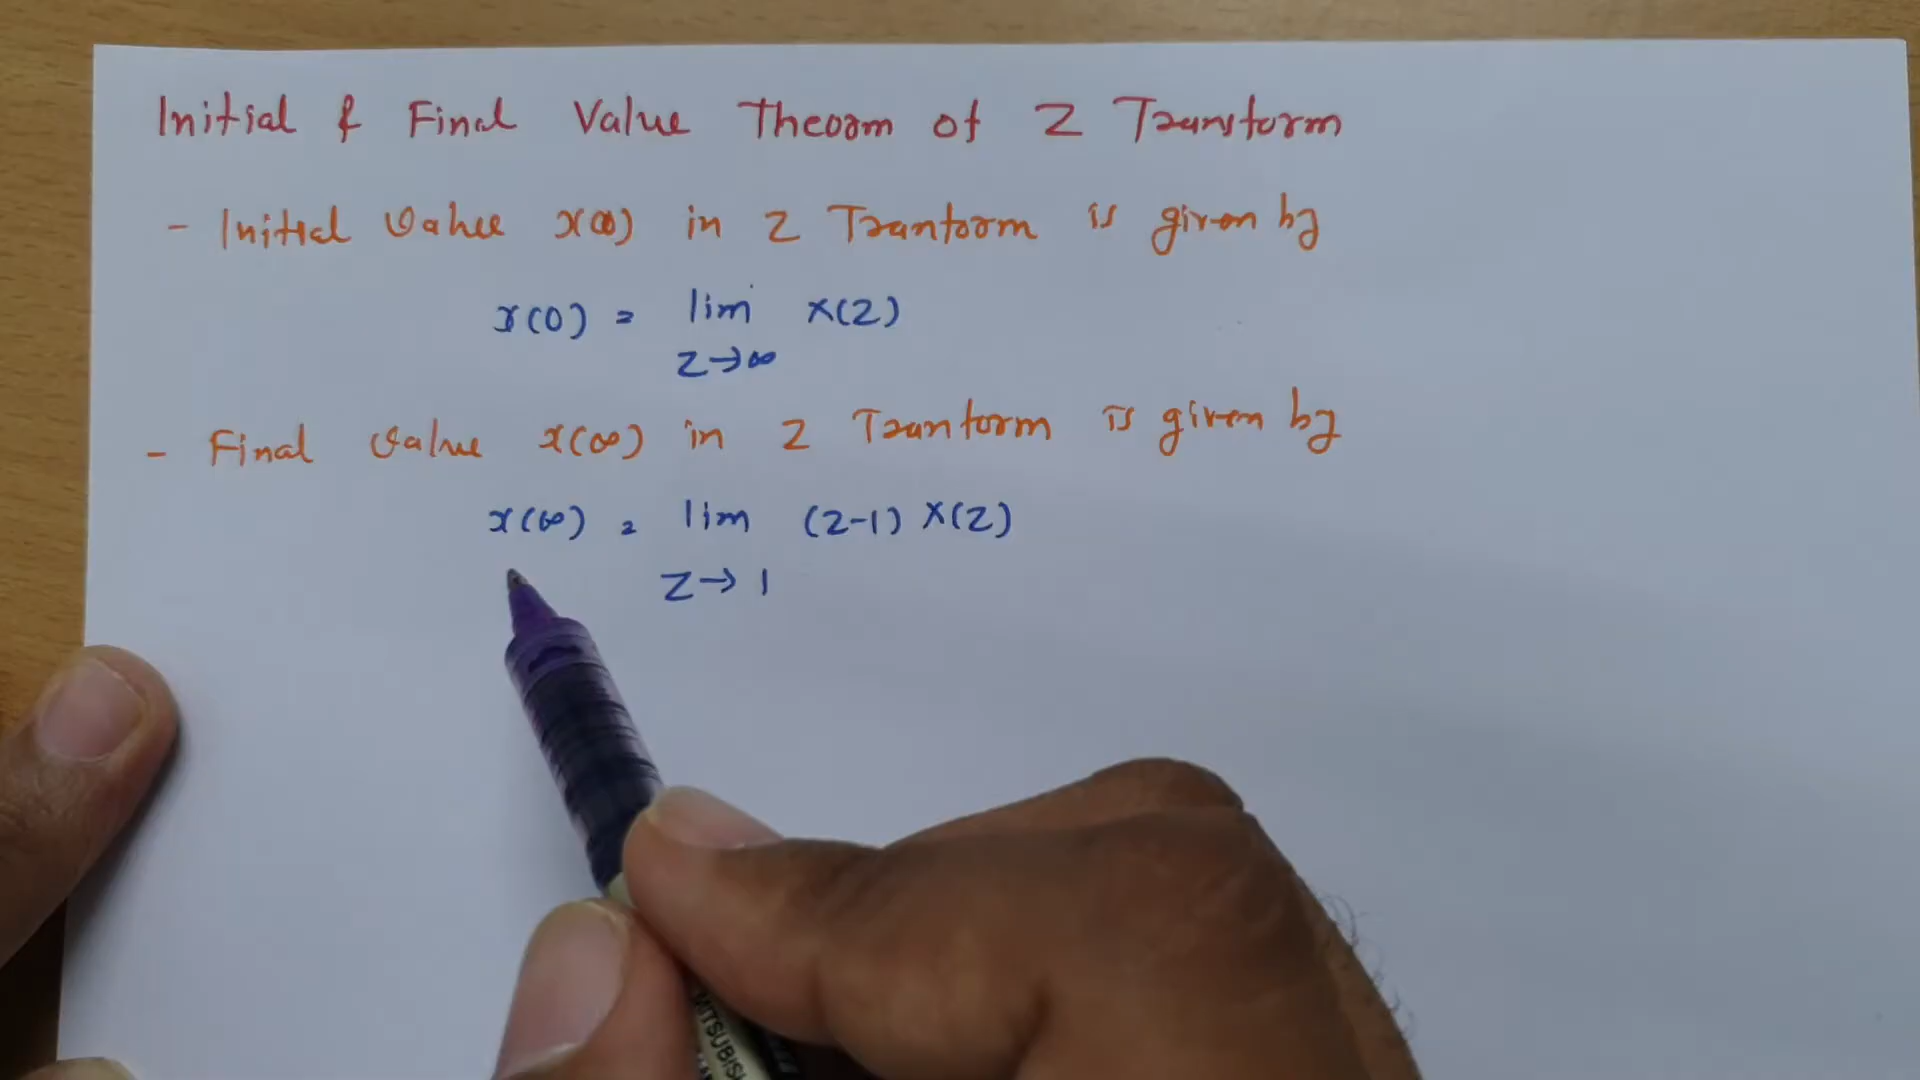 Initial & Final Value Theorm of Z Transform
- Initial Value x(0) in Z Tranform is given by
x(0) = lim X(Z)
Z→∞
- Final Value x(∞) in Z Tranform is given by
x(∞) = lim (Z-1) X(Z)
Z→1
MITSUBISHI